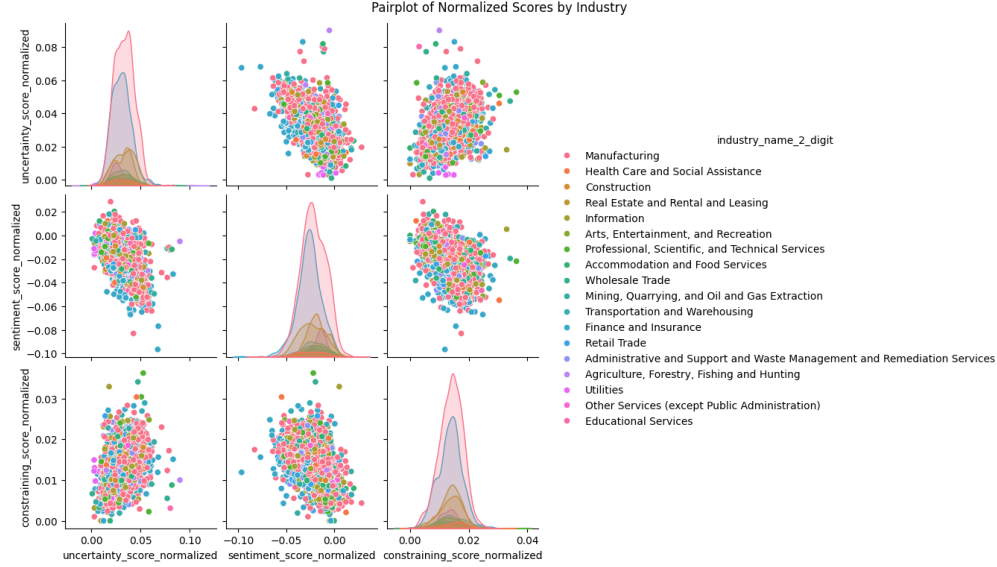 Pairplot of Normalized Scores by Industry
uncertainty_score_normalized
0.08
0.06
0.04
0.02
0.00
sentiment_score_normalized
0.02
0.00
−0.02
−0.04
−0.06
−0.08
−0.10
constraining_score_normalized
0.03
0.02
0.01
0.00
0.00 0.05 0.10
uncertainty_score_normalized
−0.10 −0.05 0.00
sentiment_score_normalized
0.00 0.02 0.04
constraining_score_normalized
industry_name_2_digit
Manufacturing
Health Care and Social Assistance
Construction
Real Estate and Rental and Leasing
Information
Arts, Entertainment, and Recreation
Professional, Scientific, and Technical Services
Accommodation and Food Services
Wholesale Trade
Mining, Quarrying, and Oil and Gas Extraction
Transportation and Warehousing
Finance and Insurance
Retail Trade
Administrative and Support and Waste Management and Remediation Services
Agriculture, Forestry, Fishing and Hunting
Utilities
Other Services (except Public Administration)
Educational Services